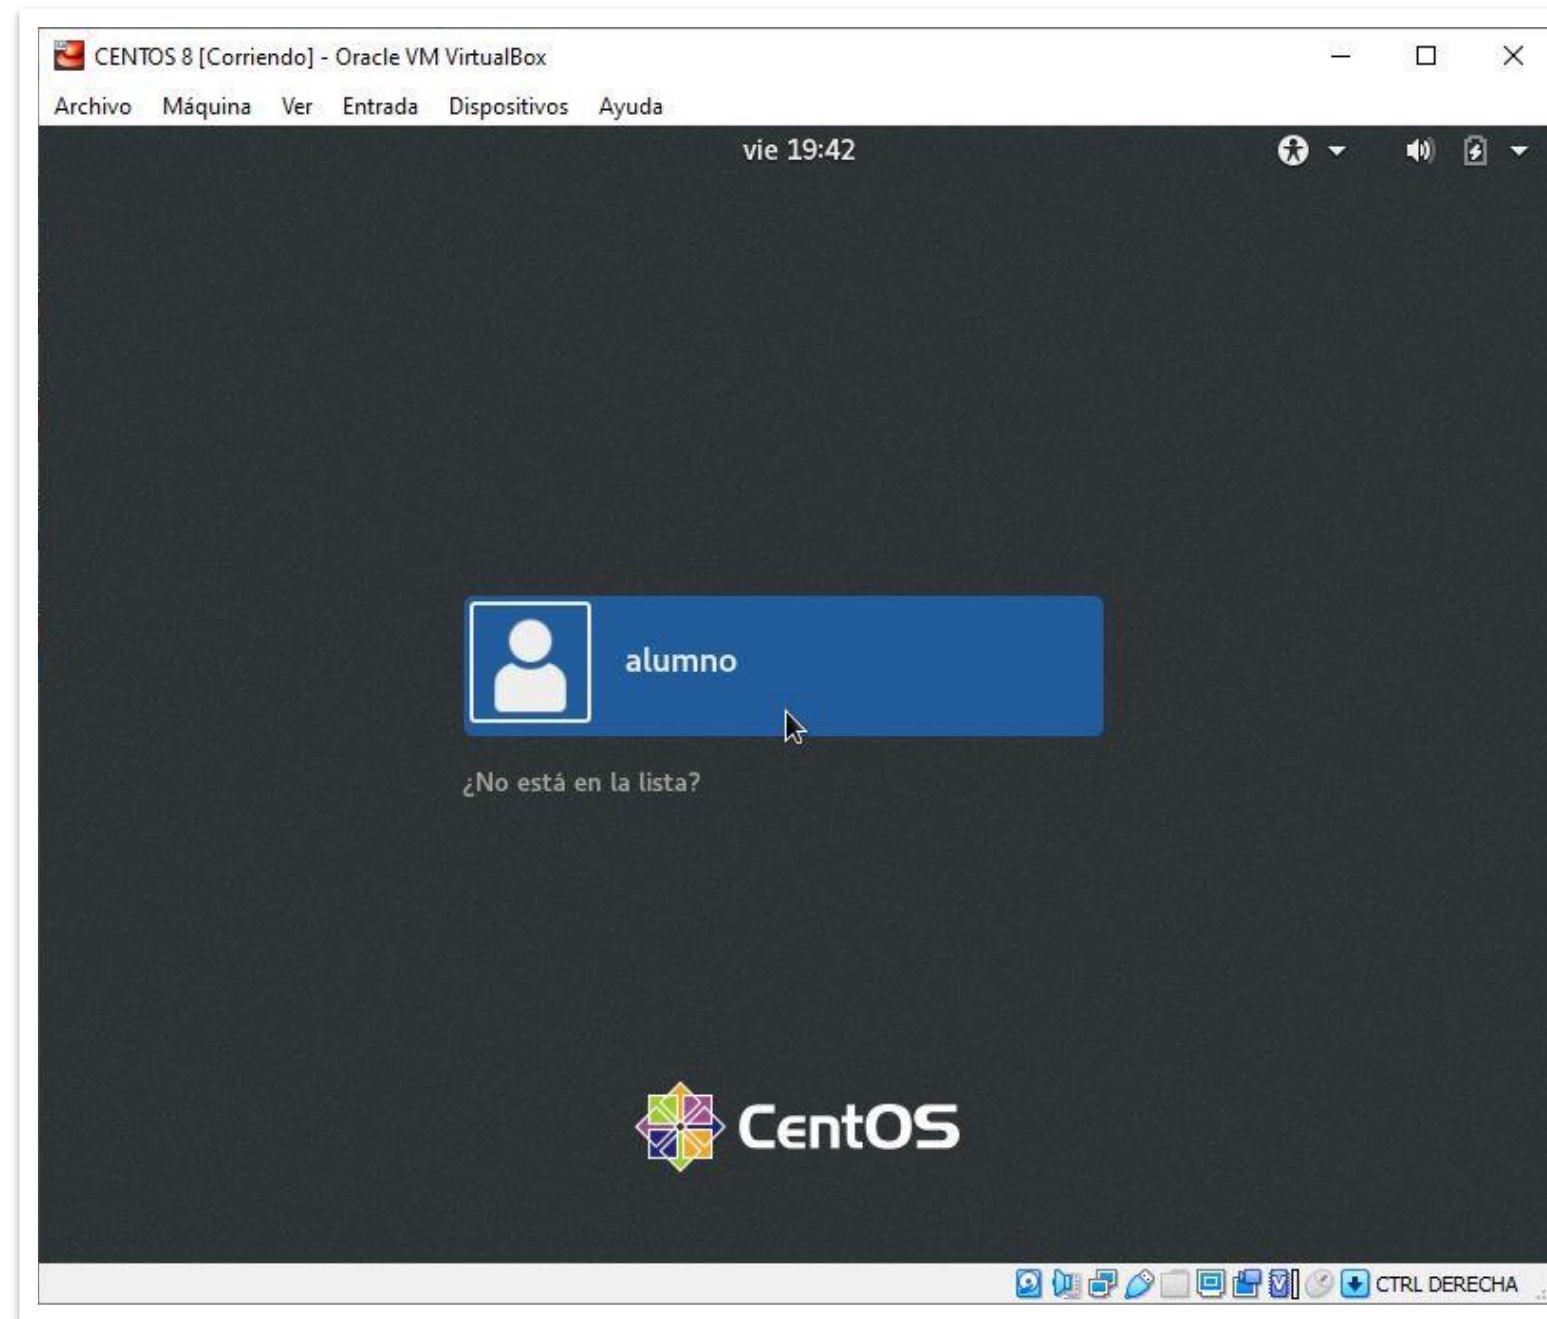 CENTOS 8 [Corriendo] - Oracle VM VirtualBox
Archivo Máquina Ver Entrada Dispositivos Ayuda
vie 19:42
alumno
¿No está en la lista?
CentOS
CTRL DERECHA